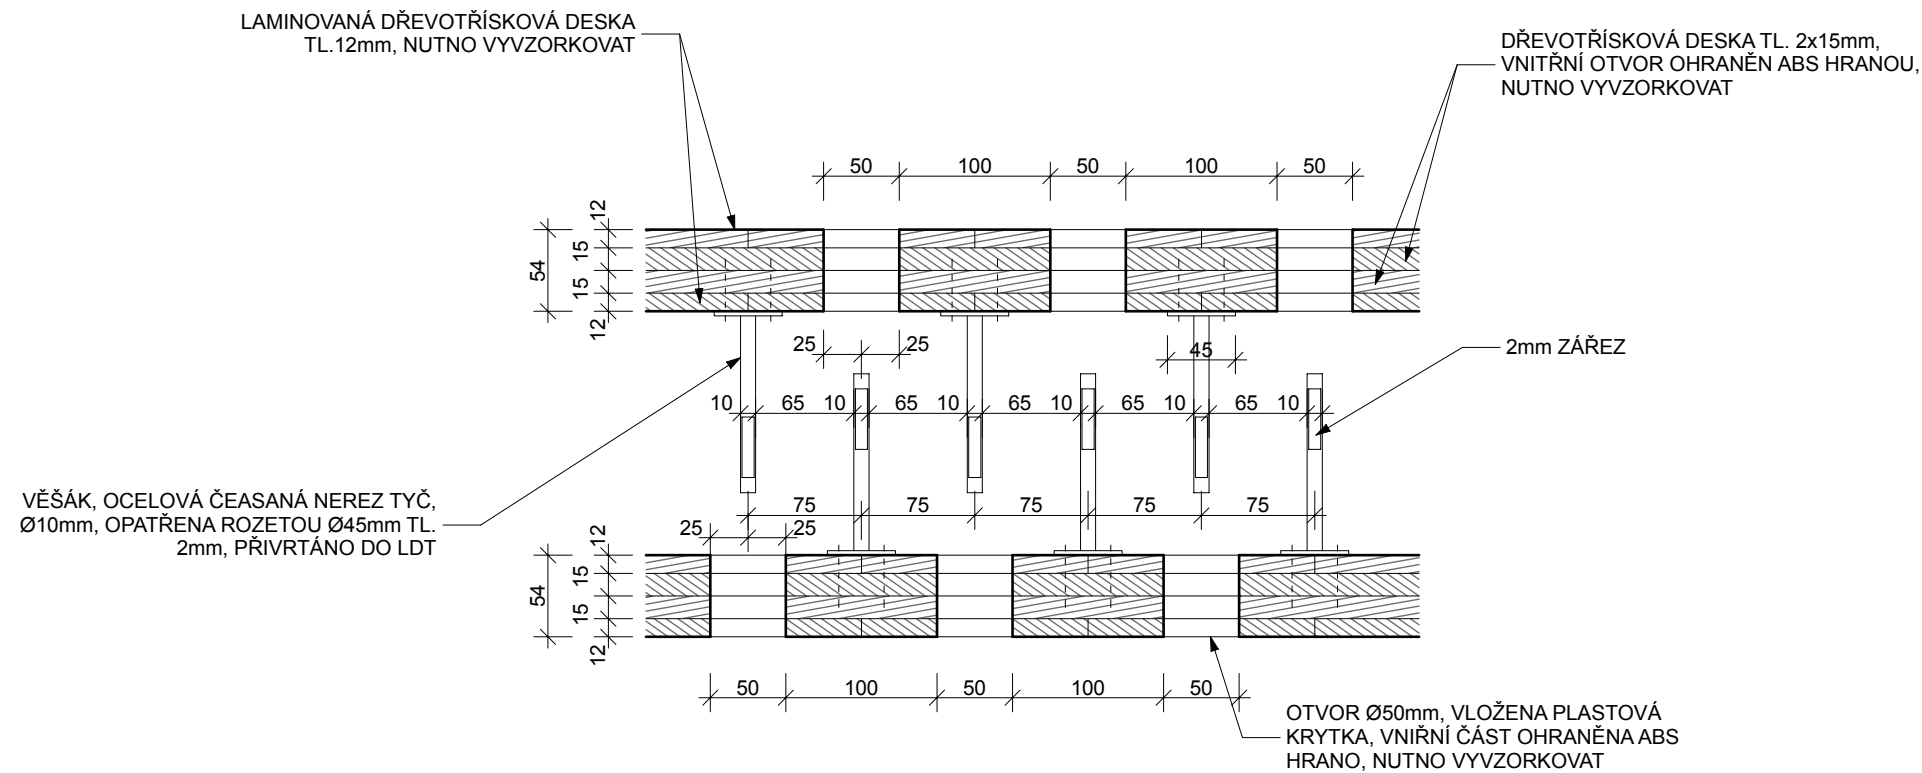 LAMINOVANÁ DŘEVOTŘÍSKOVÁ DESKA
TL.12mm, NUTNO VYVZORKOVAT
DŘEVOTŘÍSKOVÁ DESKA TL. 2x15mm,
VNITŘNÍ OTVOR OHRANĚN ABS HRANOU,
NUTNO VYVZORKOVAT
50 100 50 100 50
12
15
54
15
12
25 25
45
2mm ZÁŘEZ
10 65 10 65 10 65 10 65 10 65 10
VĚŠÁK, OCELOVÁ ČEASANÁ NEREZ TYČ,
Ø10mm, OPATŘENA ROZETOU Ø45mm TL.
2mm, PŘIVRTÁNO DO LDT
75 75 75 75 75
25 25
12
15
54
15
12
50 100 50 100 50
OTVOR Ø50mm, VLOŽENA PLASTOVÁ
KRYTKA, VNIŘNÍ ČÁST OHRANĚNA ABS
HRANO, NUTNO VYVZORKOVAT